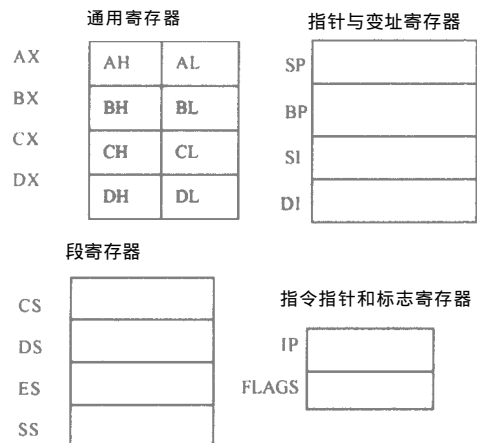 通用寄存器
AX AH AL
BX BH BL
CX CH CL
DX DH DL
指针与变址寄存器
SP
BP
SI
DI
段寄存器
CS
DS
ES
SS
指令指针和标志寄存器
IP
FLAGS